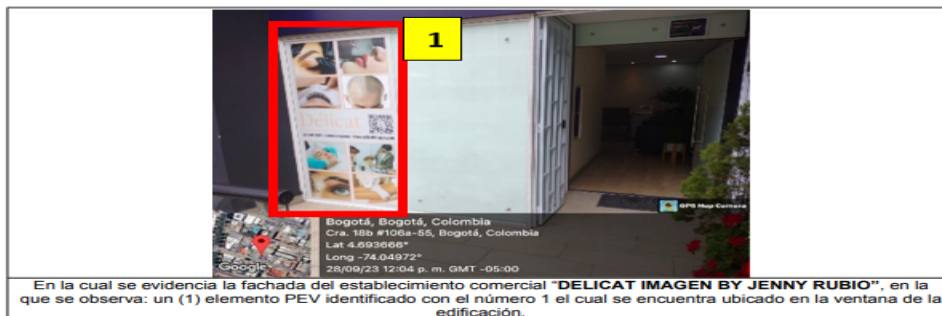 1
Delicat
GPS Map Camera
Google
Bogotá, Bogotá, Colombia
Cra. 18b #106a-55, Bogotá, Colombia
Lat 4.693666°
Long -74.04972°
28/09/23 12:04 p. m. GMT -05:00
En la cual se evidencia la fachada del establecimiento comercial "DELICAT IMAGEN BY JENNY RUBIO", en la
que se observa: un (1) elemento PEV identificado con el número 1 el cual se encuentra ubicado en la ventana de la
edificación.